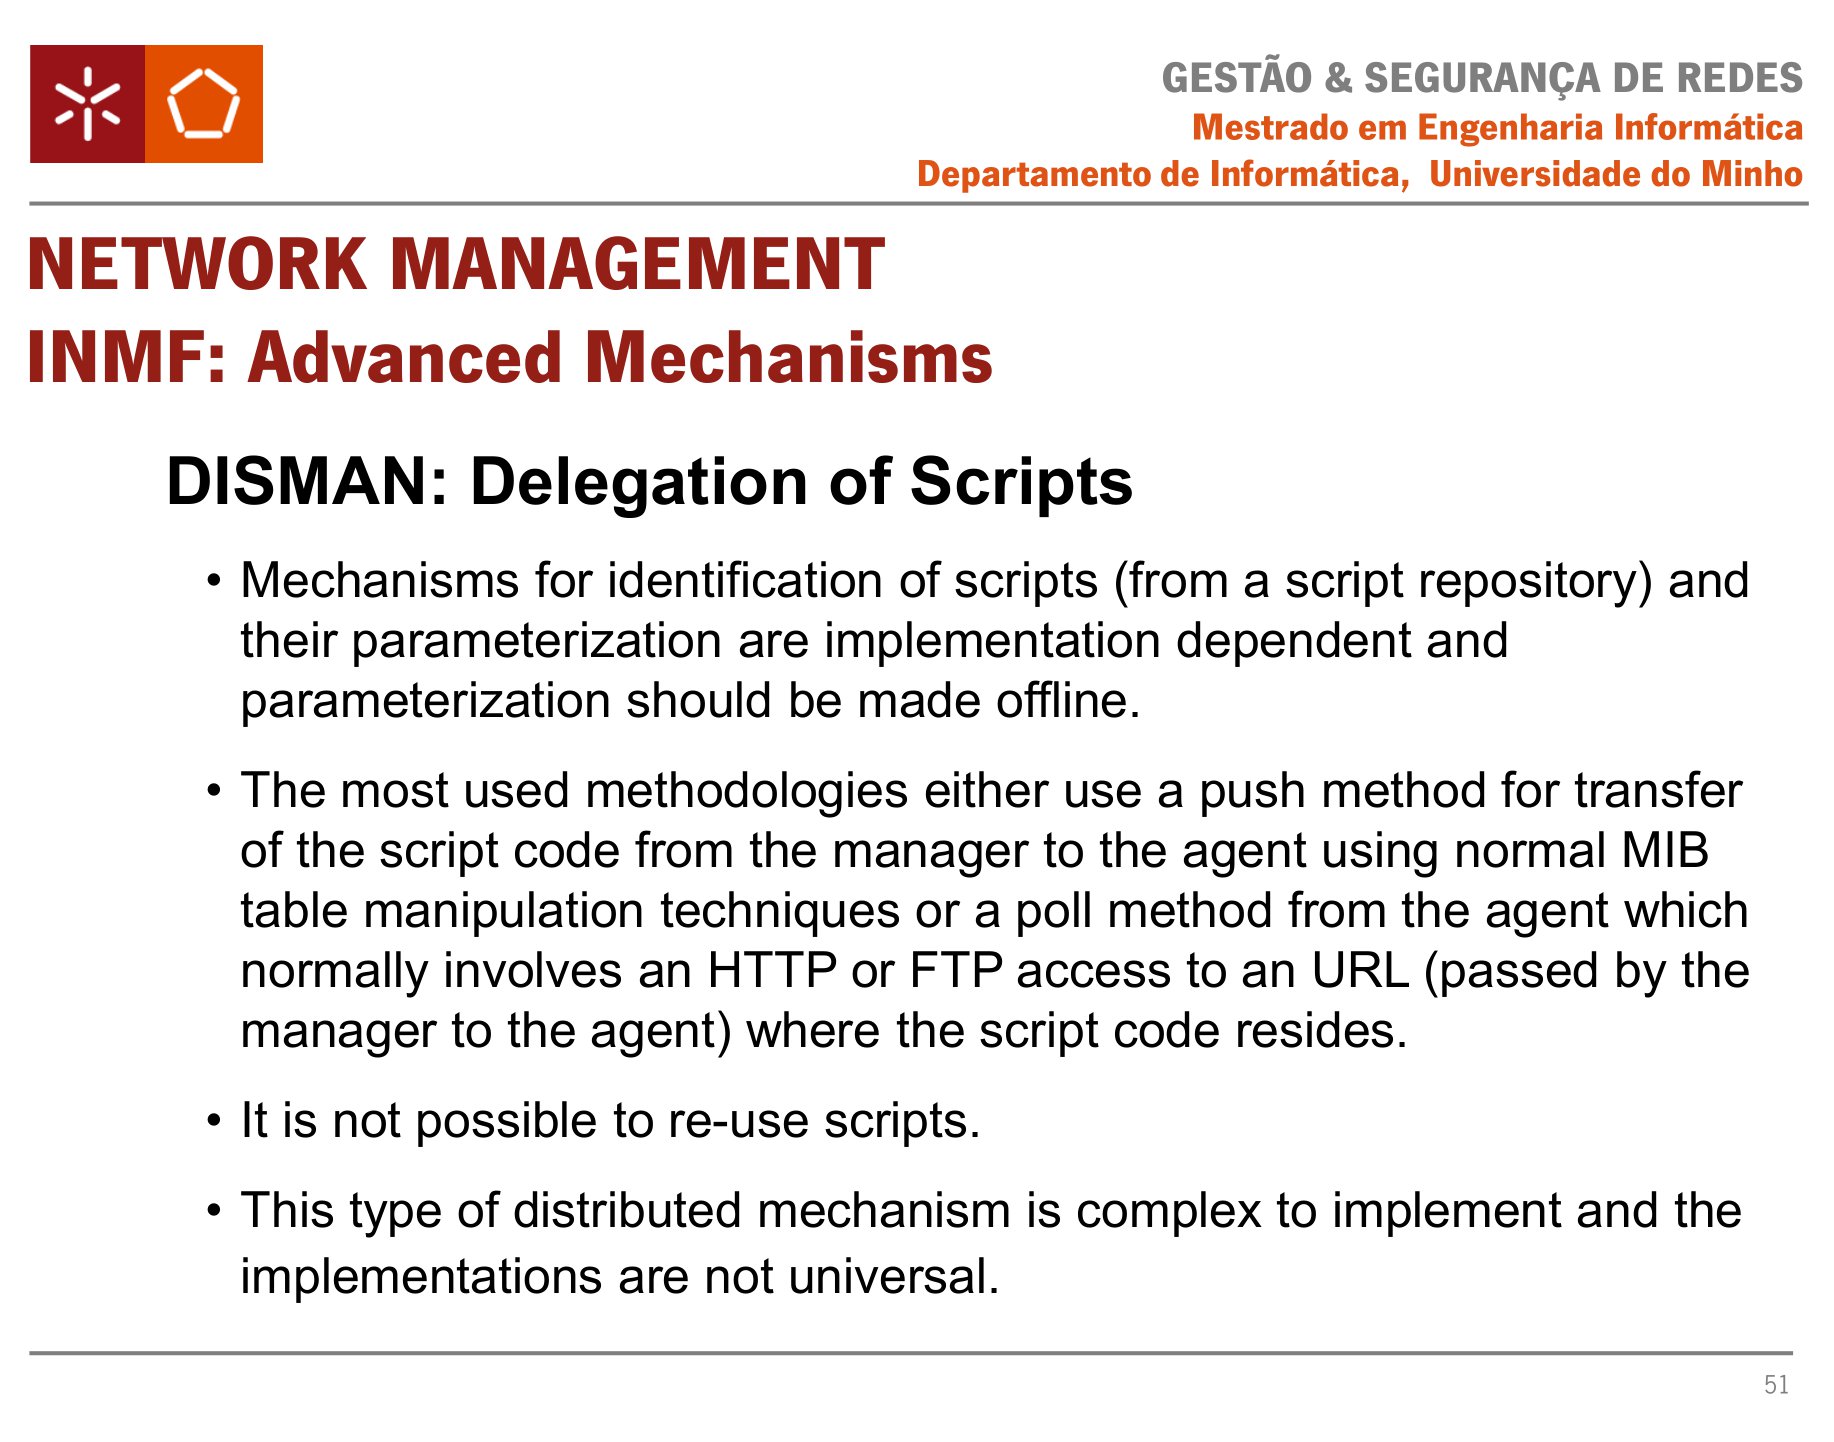 GESTÃO & SEGURANÇA DE REDES
Mestrado em Engenharia Informática
Departamento de Informática, Universidade do Minho
NETWORK MANAGEMENT
INMF: Advanced Mechanisms
DISMAN: Delegation of Scripts
• Mechanisms for identification of scripts (from a script repository) and
their parameterization are implementation dependent and
parameterization should be made offline.
• The most used methodologies either use a push method for transfer
of the script code from the manager to the agent using normal MIB
table manipulation techniques or a poll method from the agent which
normally involves an HTTP or FTP access to an URL (passed by the
manager to the agent) where the script code resides.
• It is not possible to re-use scripts.
• This type of distributed mechanism is complex to implement and the
implementations are not universal.
51